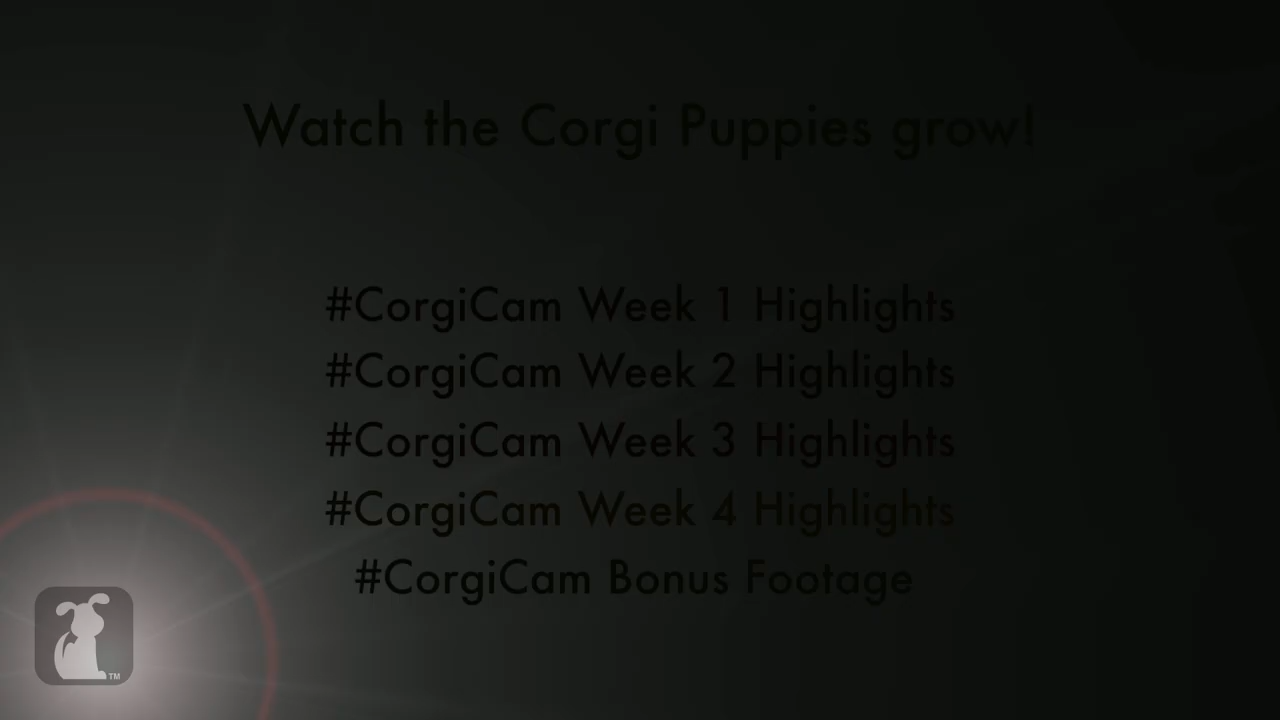 Watch the Corgi Puppies grow!
#CorgiCam Week 1 Highlights
#CorgiCam Week 2 Highlights
#CorgiCam Week 3 Highlights
#CorgiCam Week 4 Highlights
#CorgiCam Bonus Footage
TM